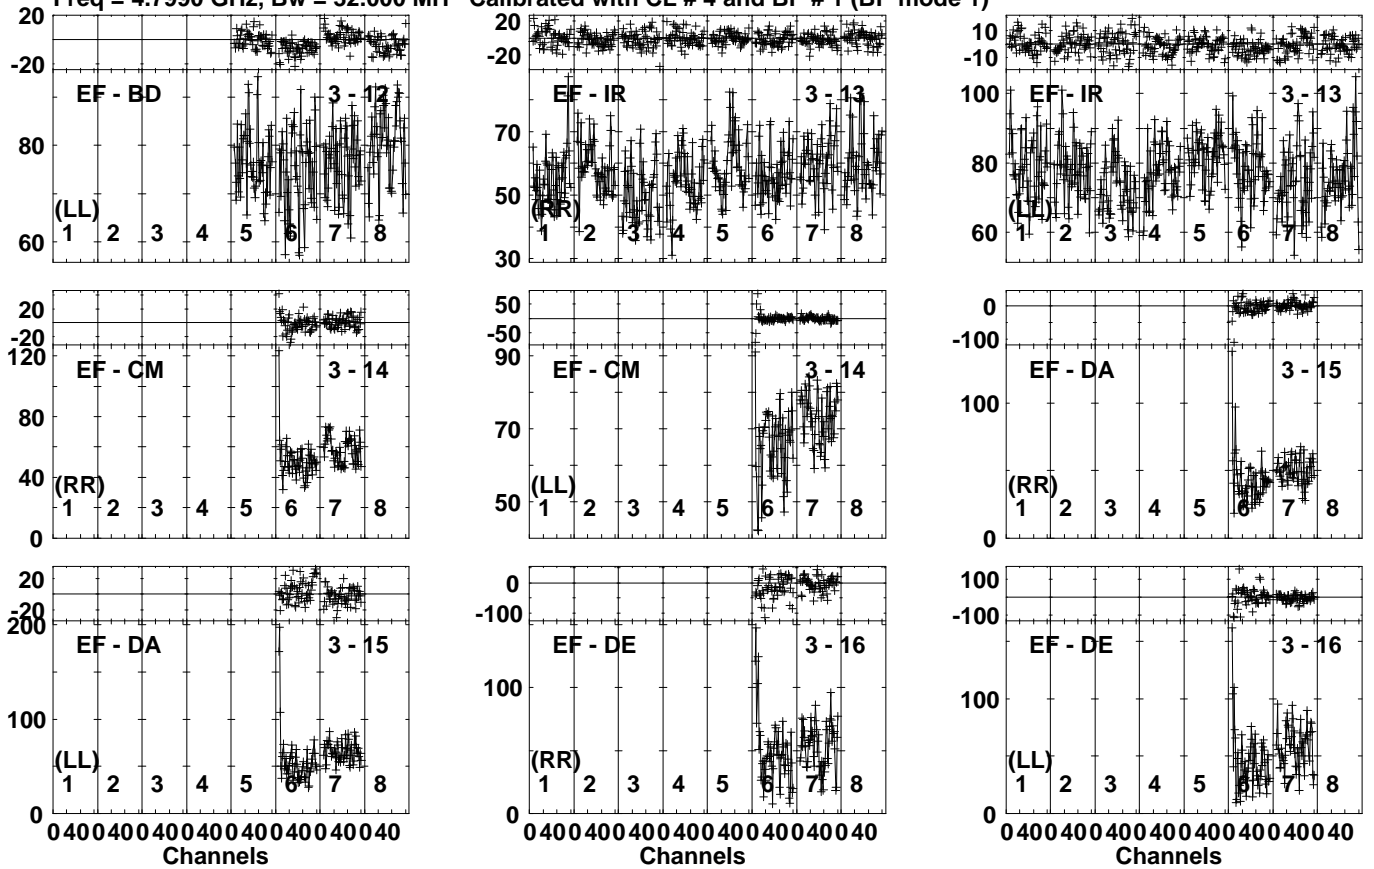 Freq = 4.7990 GHz, Bw = 32.000 MH Calibrated with CL # 4 and BP # 1 (BP mode 1)
20
-20
EF - BD 3 - 12
80
60
(LL)
1 2 3 4 5 6 7 8
20
-20
EF - IR 3 - 13
70
50
30
(RR)
1 2 3 4 5 6 7 8
10
-10
EF - IR 3 - 13
100
80
60
(LL)
1 2 3 4 5 6 7 8
20
-20
EF - CM 3 - 14
120
80
40
0
(RR)
1 2 3 4 5 6 7 8
50
-50
EF - CM 3 - 14
90
70
50
(LL)
1 2 3 4 5 6 7 8
0
-100
EF - DA 3 - 15
100
0
(RR)
1 2 3 4 5 6 7 8
20
-20
EF - DA 3 - 15
200
100
0
(LL)
1 2 3 4 5 6 7 8
0 40 0 40 0 40 0 40 0 40 0 40 0 40 0 40
Channels
0
-100
EF - DE 3 - 16
100
0
(RR)
1 2 3 4 5 6 7 8
0 40 0 40 0 40 0 40 0 40 0 40 0 40 0 40
Channels
100
-100
EF - DE 3 - 16
100
0
(LL)
1 2 3 4 5 6 7 8
0 40 0 40 0 40 0 40 0 40 0 40 0 40 0 40
Channels